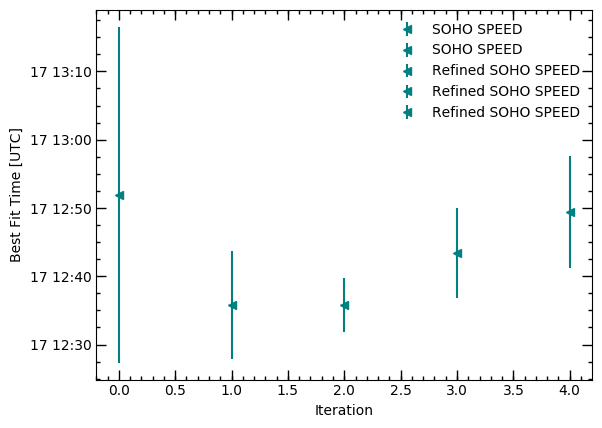 SOHO SPEED
SOHO SPEED
Refined SOHO SPEED
Refined SOHO SPEED
Refined SOHO SPEED
17 13:10
17 13:00
17 12:50
17 12:40
17 12:30
Best Fit Time [UTC]
0.0 0.5 1.0 1.5 2.0 2.5 3.0 3.5 4.0
Iteration